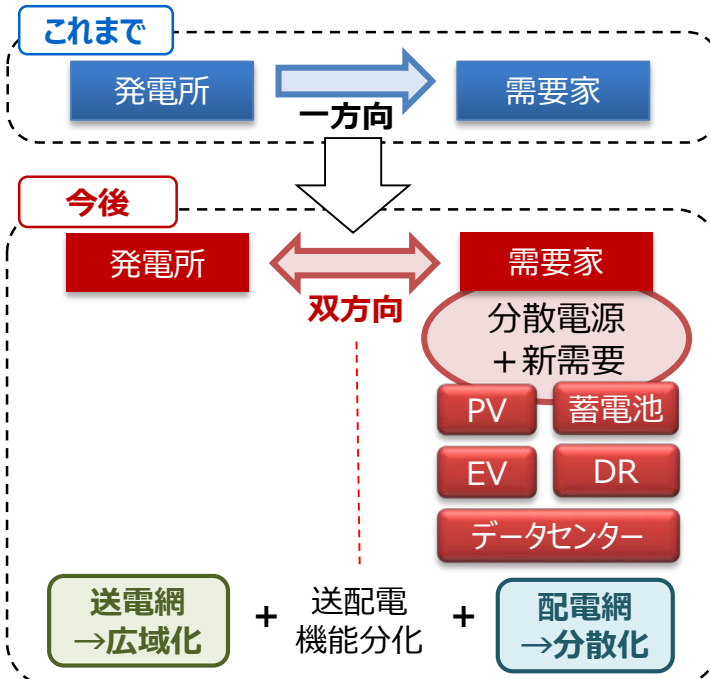 これまで
発電所
一方向
需要家
今後
発電所
双方向
需要家
分散電源
＋新需要
PV
蓄電池
EV
DR
データセンター
送電網
→広域化
+
送配電
機能分化
+
配電網
→分散化